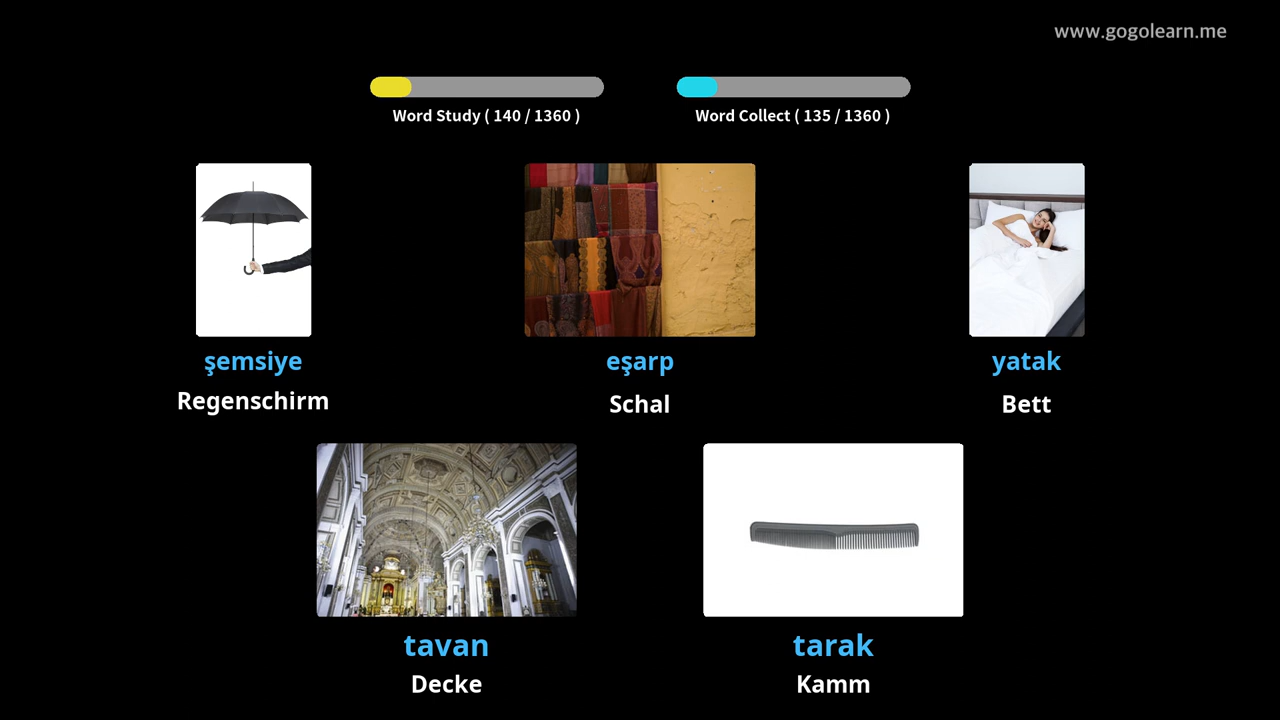 www.gogolearn.me
Word Study ( 140 / 1360 )
Word Collect ( 135 / 1360 )
şemsiye
eşarp
yatak
Regenschirm
Schal
Bett
tavan
tarak
Decke
Kamm